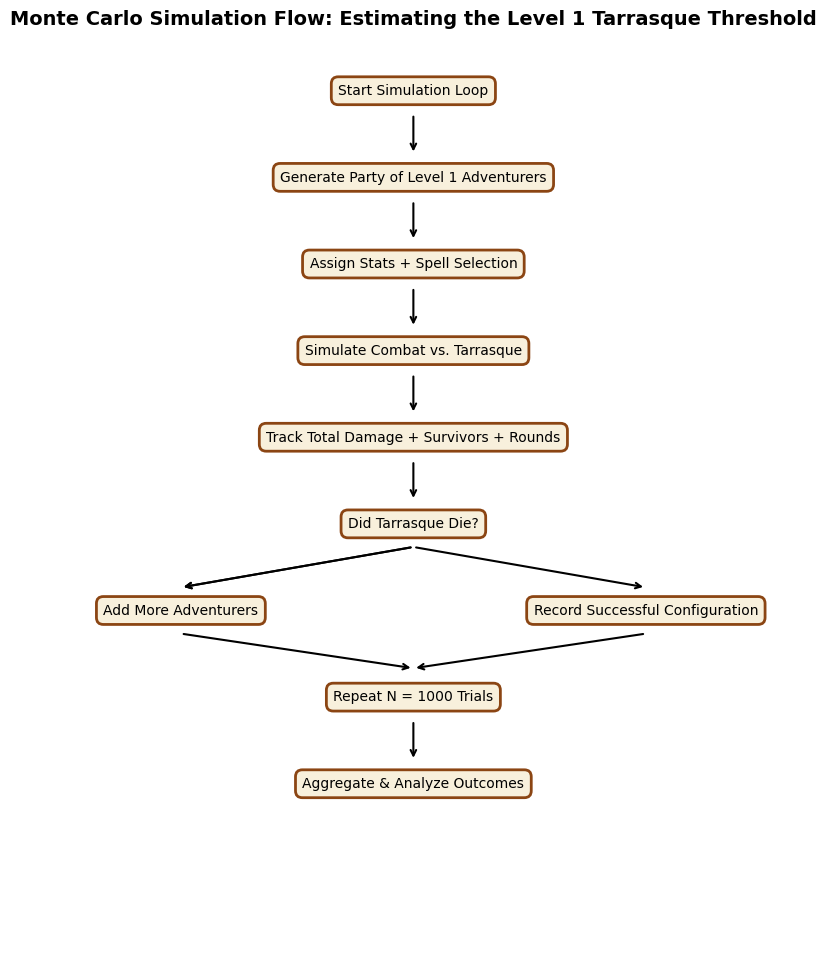 Monte Carlo Simulation Flow: Estimating the Level 1 Tarrasque Threshold
Start Simulation Loop
Generate Party of Level 1 Adventurers
Assign Stats + Spell Selection
Simulate Combat vs. Tarrasque
Track Total Damage + Survivors + Rounds
Did Tarrasque Die?
Add More Adventurers
Record Successful Configuration
Repeat N = 1000 Trials
Aggregate & Analyze Outcomes